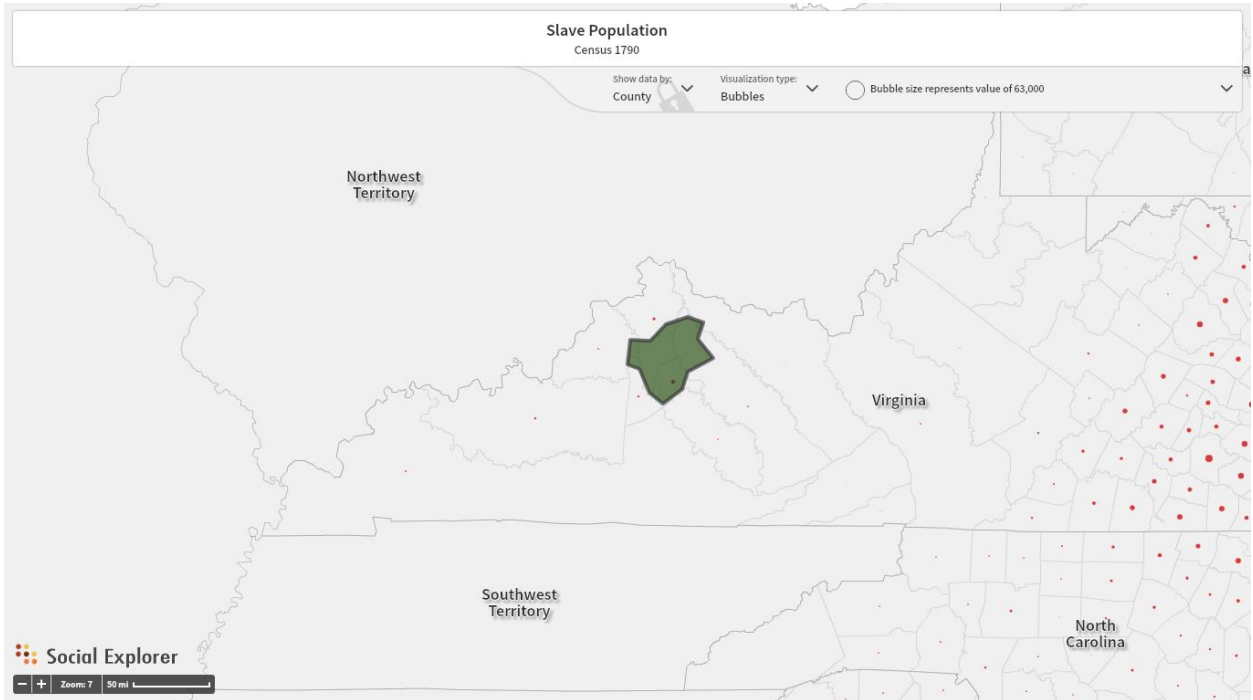 Slave Population
Census 1790
Show data by:
County
Visualization type:
Bubbles
Bubble size represents value of 63,000
Northwest
Territory
Virginia
Southwest
Territory
North
Carolina
Social Explorer
Zoom: 7
50 mi